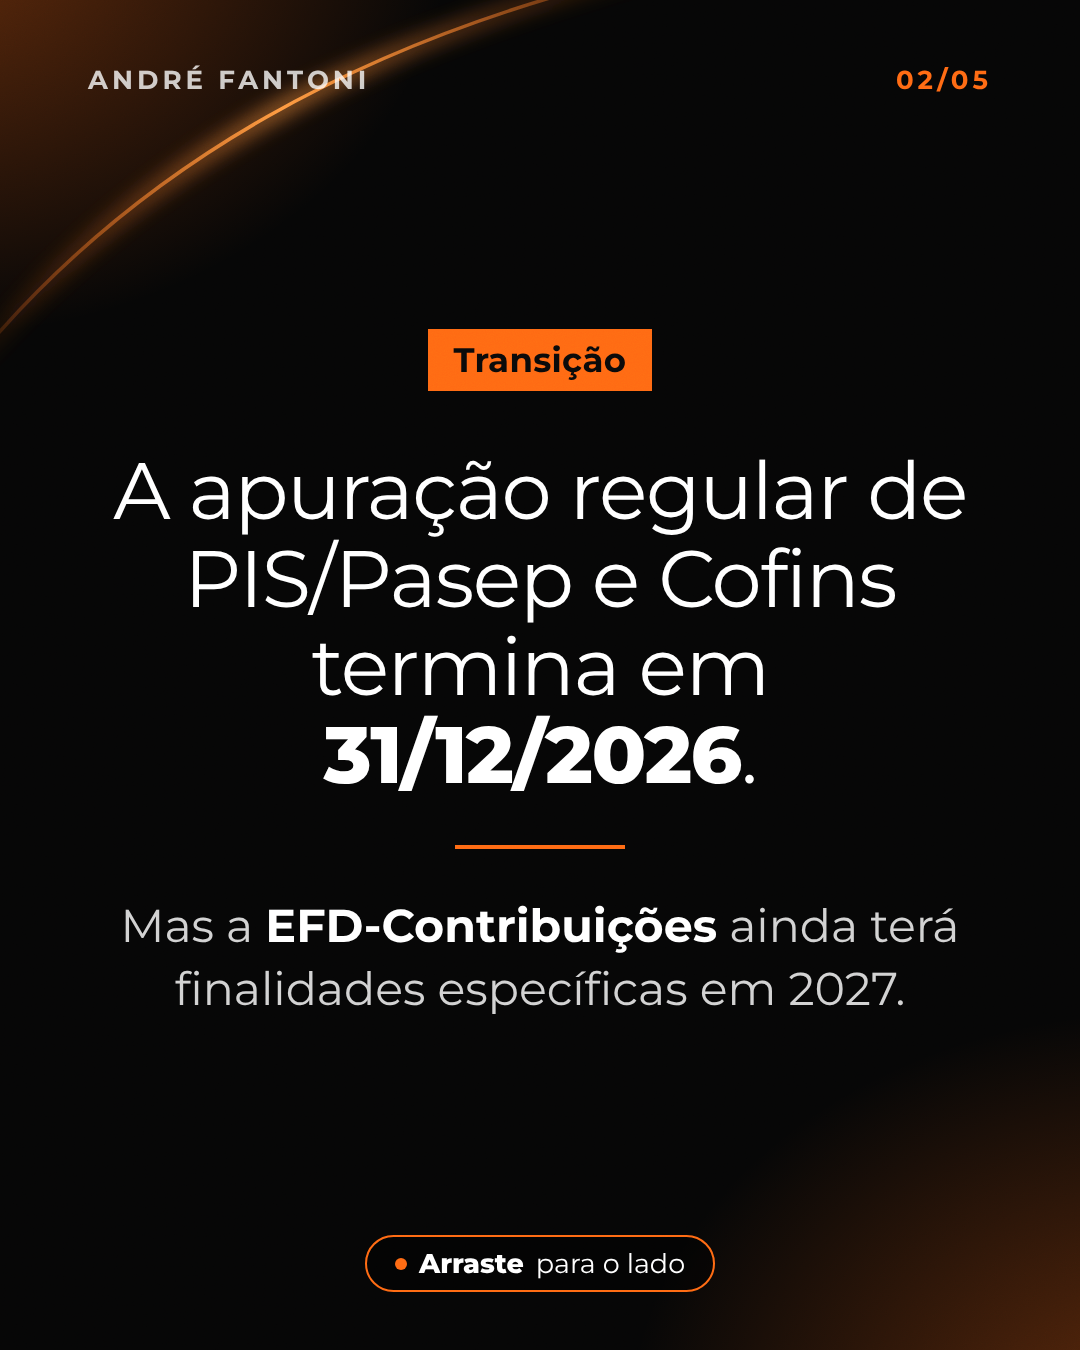 ANDRÉ FANTONI
02/05
Transição
A apuração regular de
PIS/Pasep e Cofins
termina em
31/12/2026.
Mas a EFD-Contribuições ainda terá
finalidades específicas em 2027.
Arraste para o lado